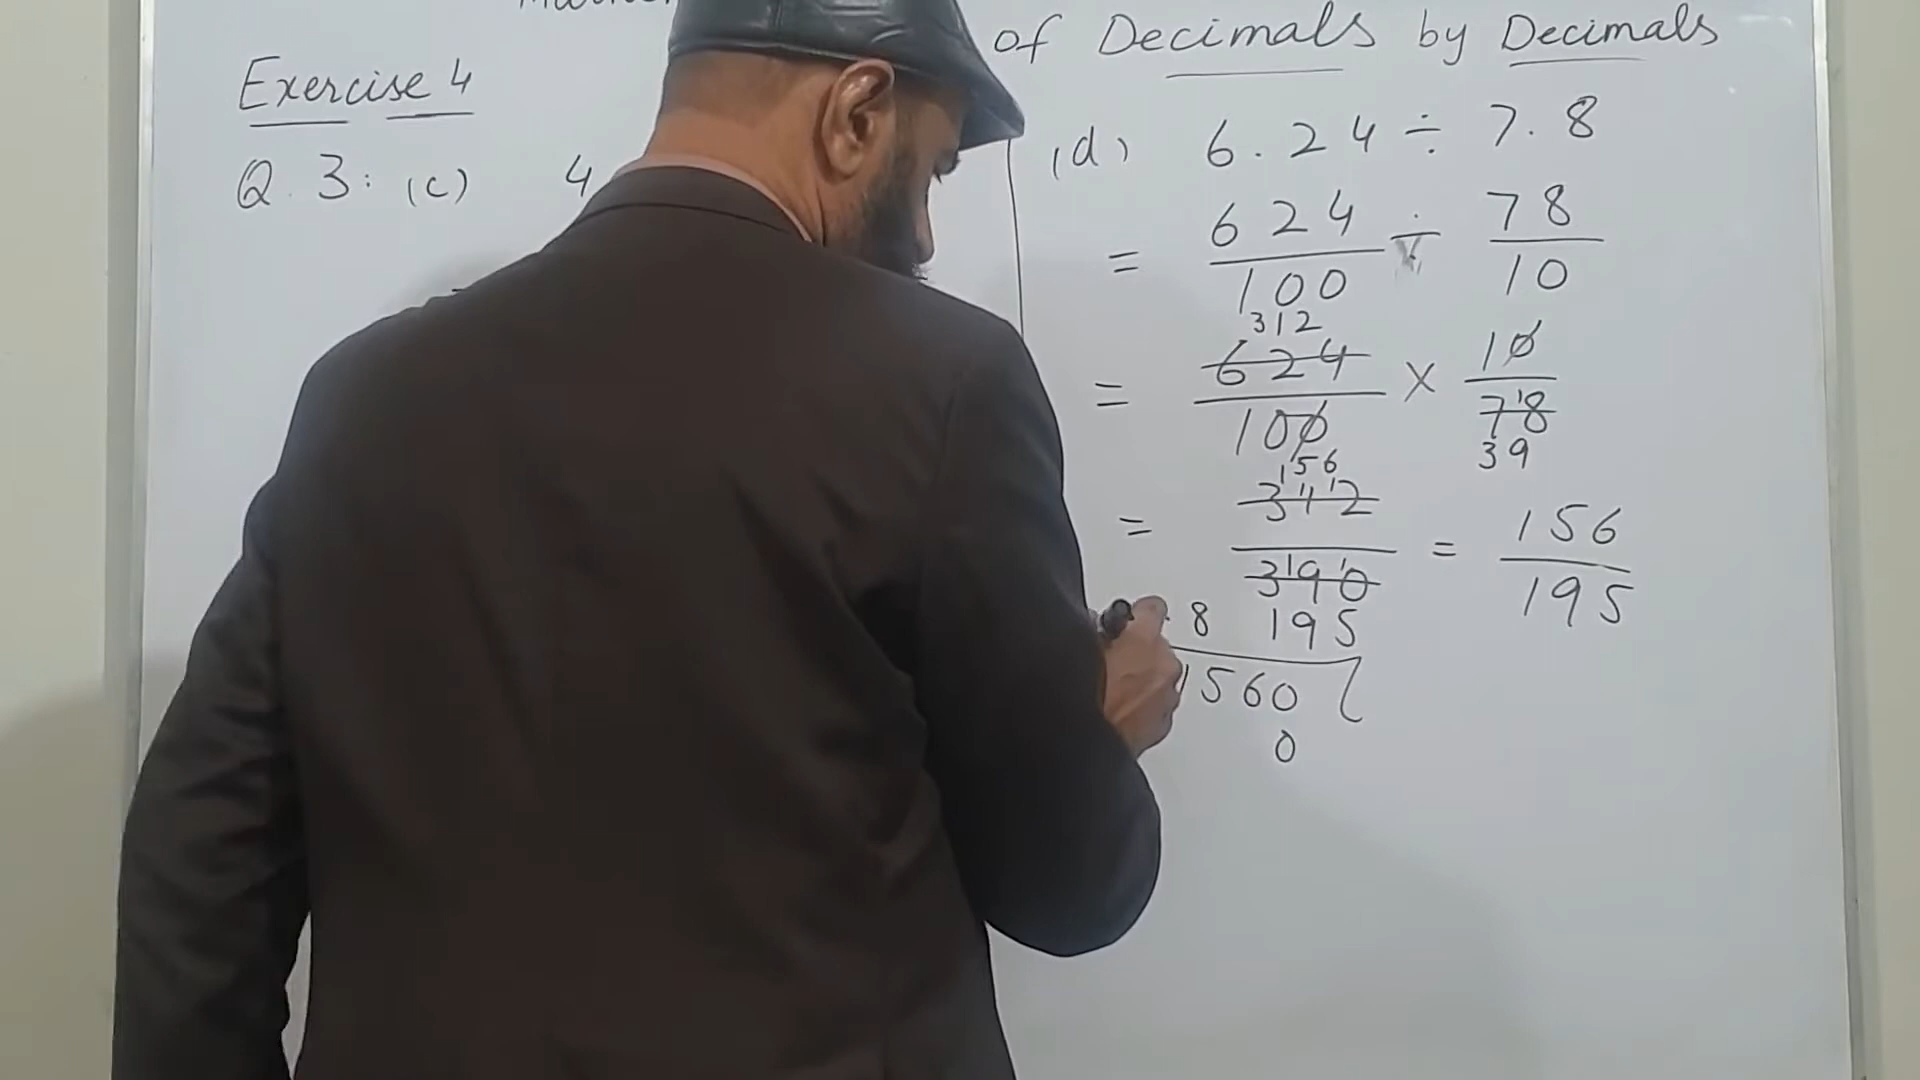 of Decimals by Decimals
Exercise 4
Q. 3: (c) 4
(d) 6.24 ÷ 7.8
= 624/100 ÷ 78/10
312
= 624/100 × 10/78
39
156
= 312/390 = 156/195
8 195
1560
0